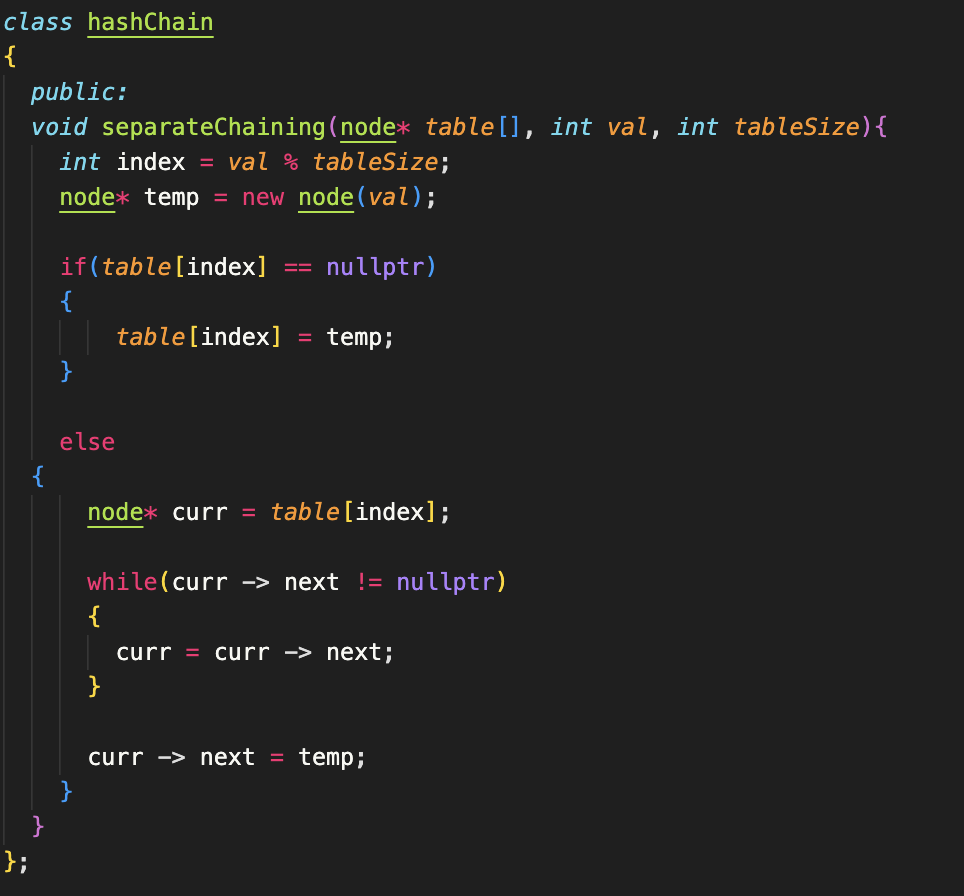 class hashChain
{
  public:
  void separateChaining(node* table[], int val, int tableSize){
    int index = val % tableSize;
    node* temp = new node(val);

    if(table[index] == nullptr)
    {
        table[index] = temp;
    }

    else
  {
      node* curr = table[index];

      while(curr -> next != nullptr)
      {
        curr = curr -> next;
      }

      curr -> next = temp;
    }
  }
};